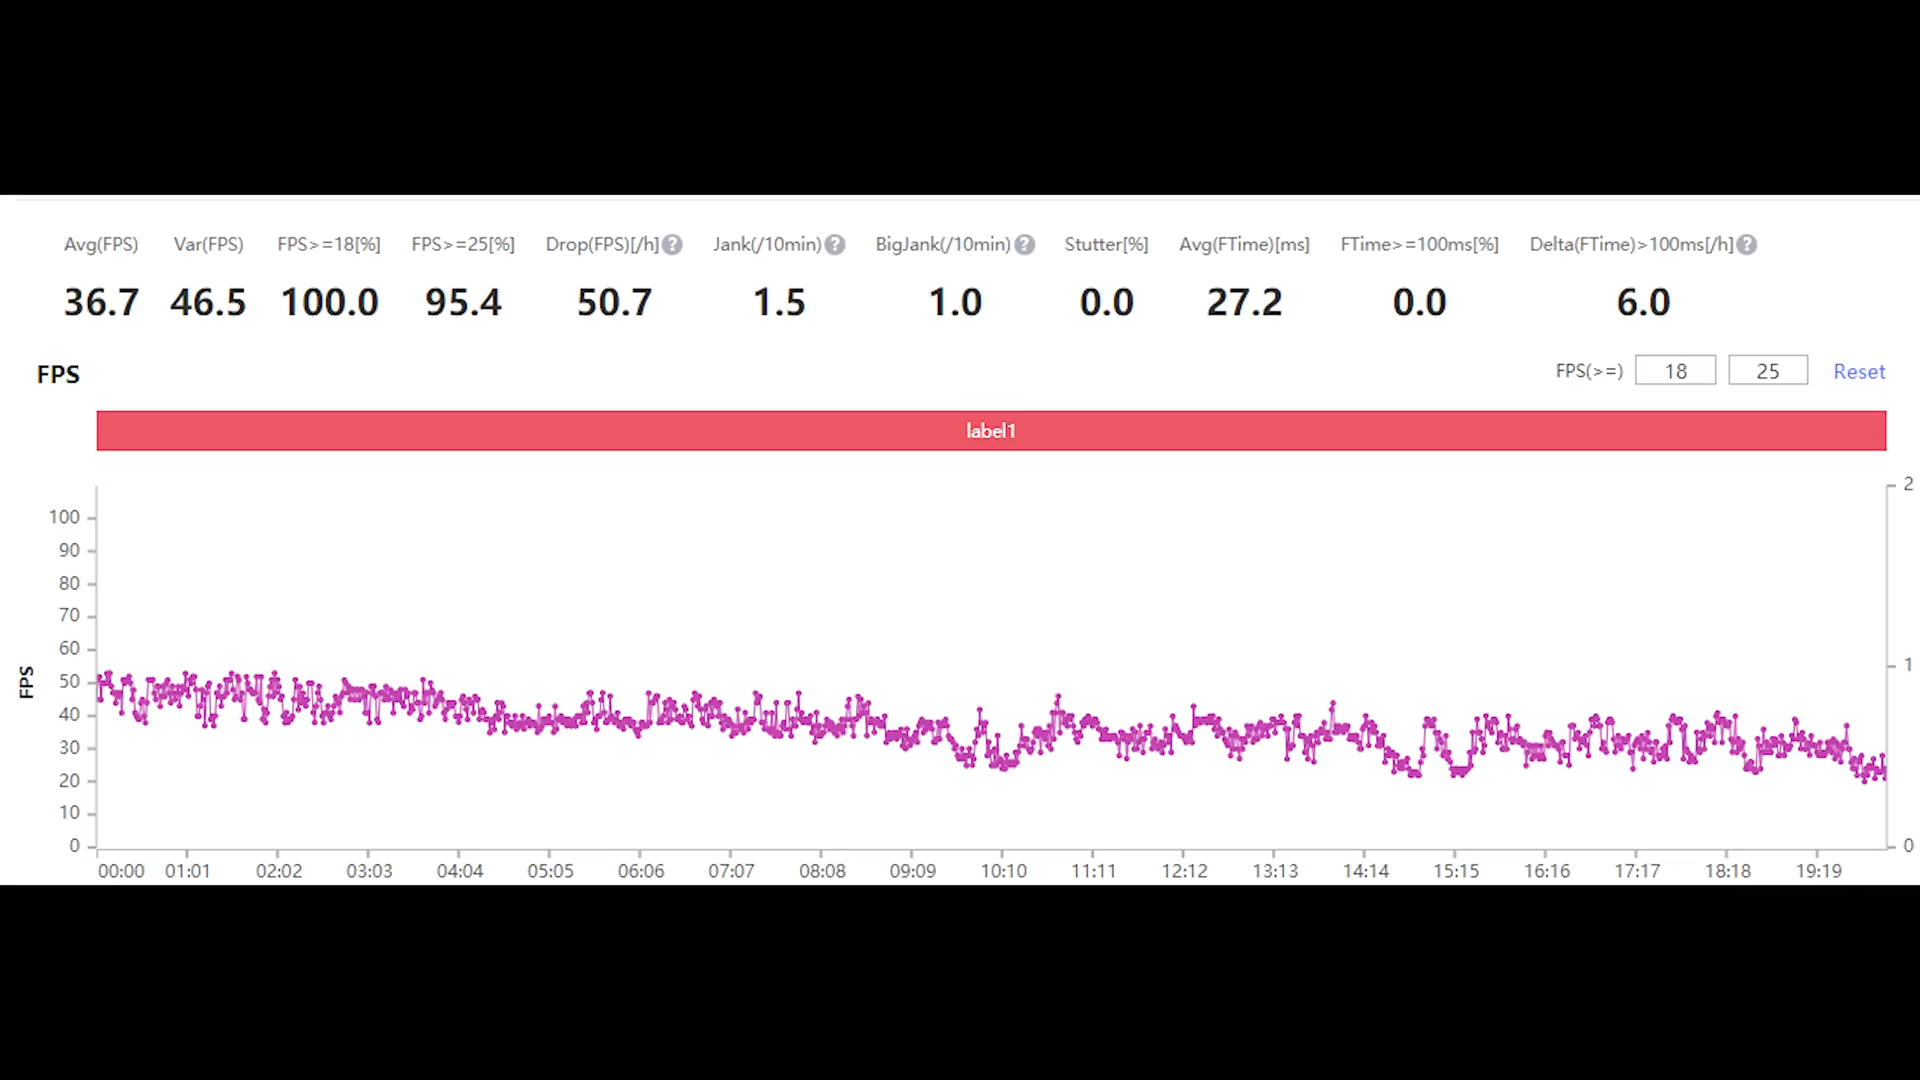 Avg(FPS) Var(FPS) FPS>=18[%] FPS>=25[%] Drop(FPS)[/h]? Jank(/10min)? BigJank(/10min)? Stutter[%] Avg(FTime)[ms] FTime>=100ms[%] Delta(FTime)>100ms[/h]?
36.7 46.5 100.0 95.4 50.7 1.5 1.0 0.0 27.2 0.0 6.0
FPS FPS(>=) 18 25 Reset
label1
2
100
90
80
70
60
1
50
40
30
20
10
0 0
FPS
00:00 01:01 02:02 03:03 04:04 05:05 06:06 07:07 08:08 09:09 10:10 11:11 12:12 13:13 14:14 15:15 16:16 17:17 18:18 19:19